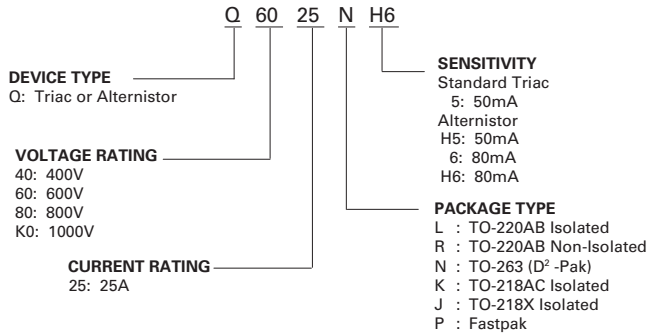 Q 60 25 N H6
DEVICE TYPE
Q: Triac or Alternistor
VOLTAGE RATING
40: 400V
60: 600V
80: 800V
K0: 1000V
CURRENT RATING
25: 25A
SENSITIVITY
Standard Triac
5: 50mA
Alternistor
H5: 50mA
6: 80mA
H6: 80mA
PACKAGE TYPE
L : TO-220AB Isolated
R : TO-220AB Non-Isolated
N : TO-263 (D² -Pak)
K : TO-218AC Isolated
J : TO-218X Isolated
P : Fastpak